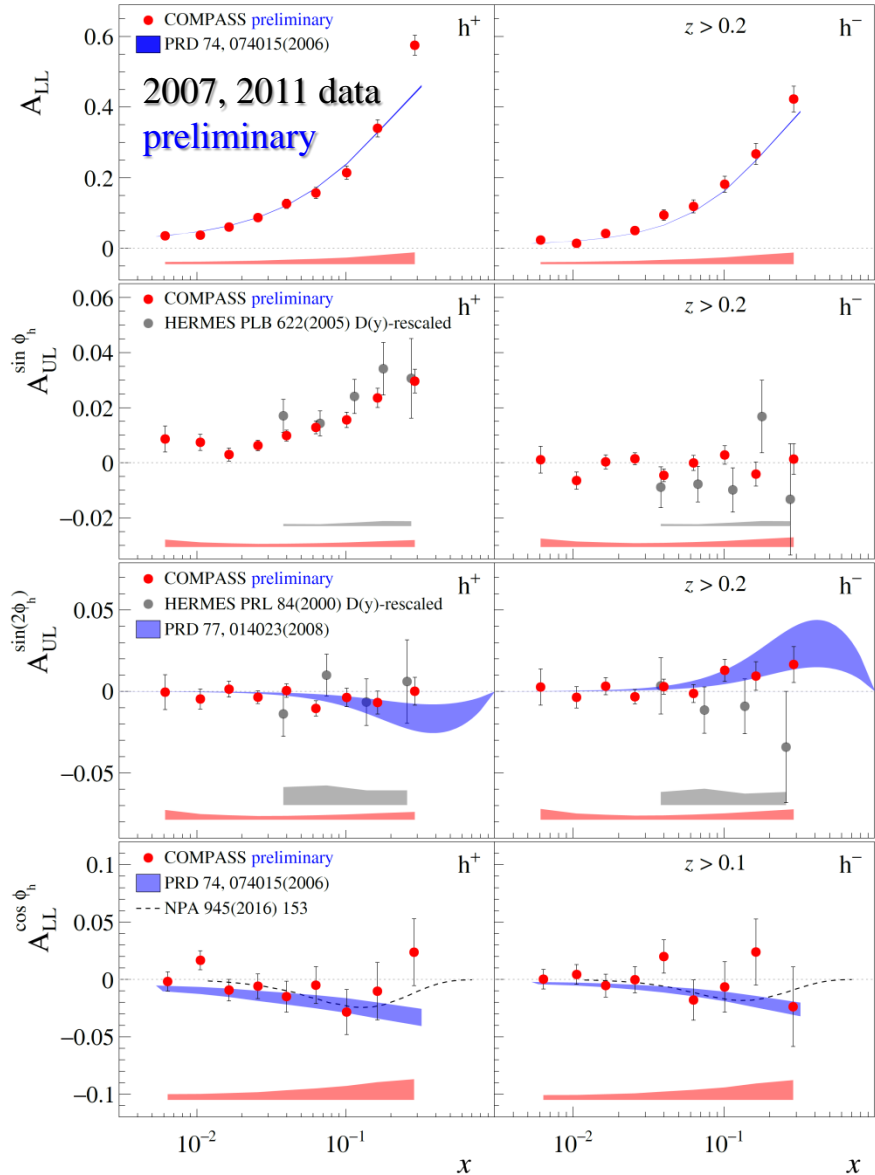 COMPASS preliminary
PRD 74, 074015(2006)
h+
2007, 2011 data
preliminary
A_LL
0.6
0.4
0.2
0
z > 0.2
h−
COMPASS preliminary
HERMES PLB 622(2005) D(y)-rescaled
h+
A_UL^sin ϕ_h
0.06
0.04
0.02
0
−0.02
z > 0.2
h−
COMPASS preliminary
HERMES PRL 84(2000) D(y)-rescaled
PRD 77, 014023(2008)
h+
A_UL^sin(2ϕ_h)
0.05
0
−0.05
z > 0.2
h−
COMPASS preliminary
PRD 74, 074015(2006)
NPA 945(2016) 153
h+
A_LL^cos ϕ_h
0.1
0.05
0
−0.05
−0.1
z > 0.1
h−
10^−2
10^−1
x
10^−2
10^−1
x